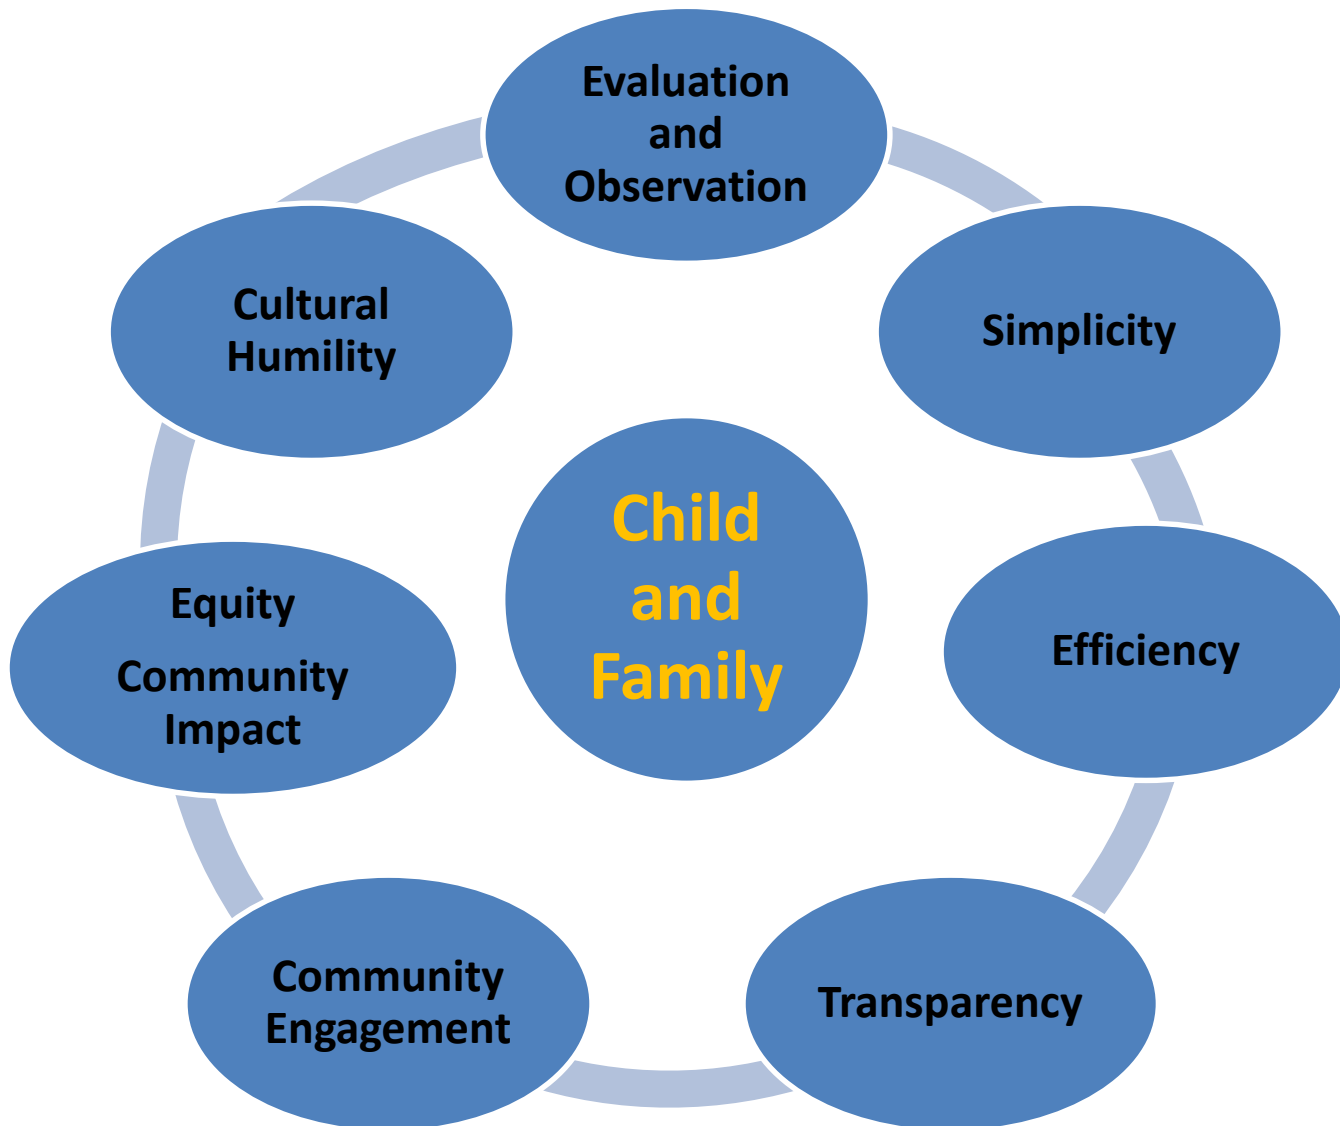 Evaluation
and
Observation
Simplicity
Efficiency
Transparency
Community
Engagement
Equity
Community
Impact
Cultural
Humility
Child
and
Family